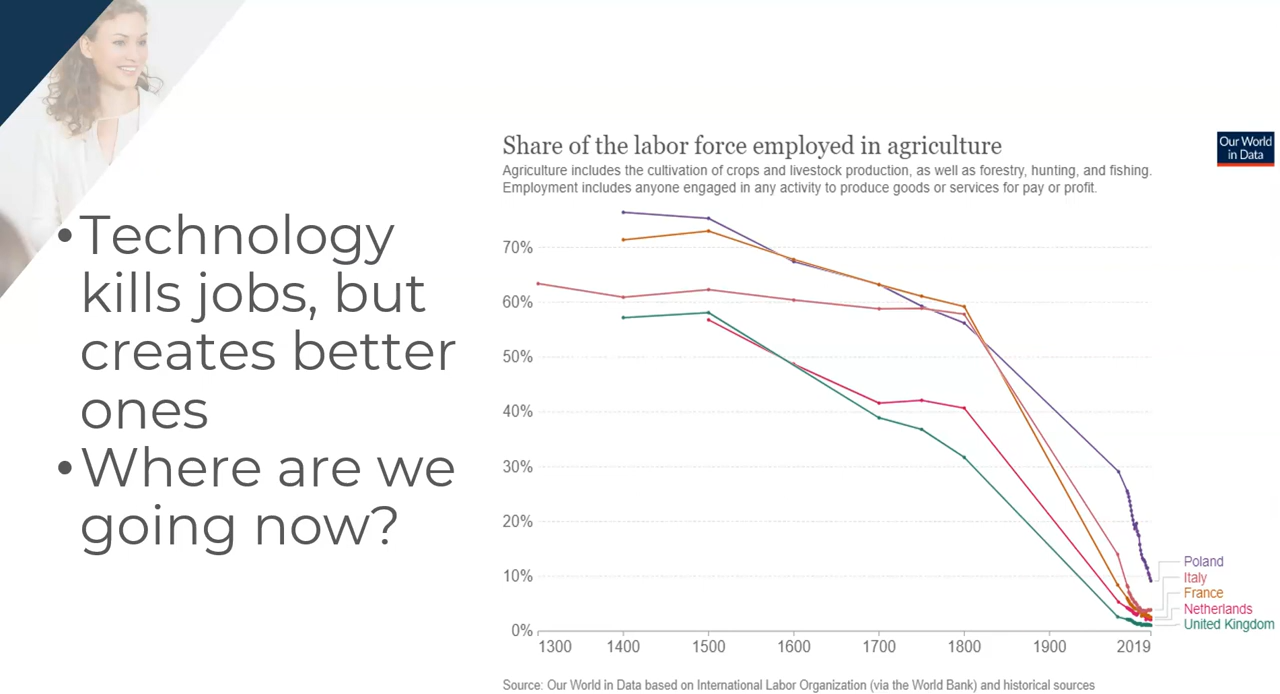 •Technology
kills jobs, but
creates better
ones
•Where are we
going now?
Share of the labor force employed in agriculture
Our World
in Data
Agriculture includes the cultivation of crops and livestock production, as well as forestry, hunting, and fishing.
Employment includes anyone engaged in any activity to produce goods or services for pay or profit.
70%
60%
50%
40%
30%
20%
10%
0%
Poland
Italy
France
Netherlands
United Kingdom
1300 1400 1500 1600 1700 1800 1900 2019
Source: Our World in Data based on International Labor Organization (via the World Bank) and historical sources